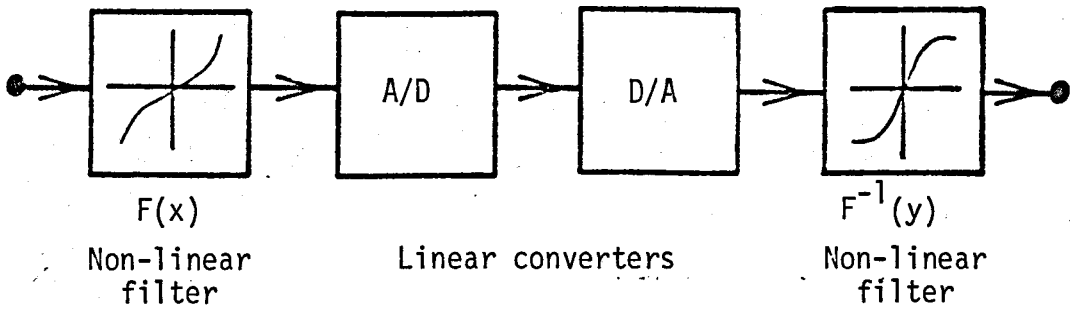 A/D
D/A
F(x)
F⁻¹(y)
Non-linear
filter
Linear converters
Non-linear
filter